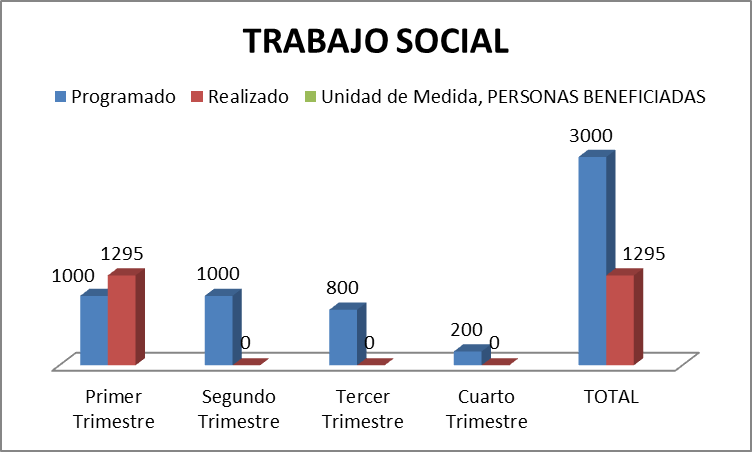 TRABAJO SOCIAL
Programado Realizado Unidad de Medida, PERSONAS BENEFICIADAS
3000
1295 1295
1000 1000
800
200
0 0 0
Primer Segundo Tercer Cuarto TOTAL
Trimestre Trimestre Trimestre Trimestre